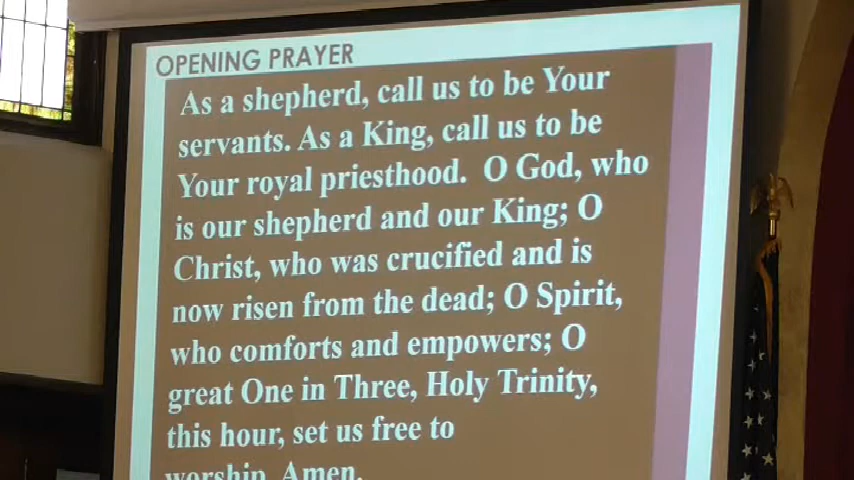 OPENING PRAYER
As a shepherd, call us to be Your
servants. As a King, call us to be
Your royal priesthood. O God, who
is our shepherd and our King; O
Christ, who was crucified and is
now risen from the dead; O Spirit,
who comforts and empowers; O
great One in Three, Holy Trinity,
this hour, set us free to
worship. Amen.